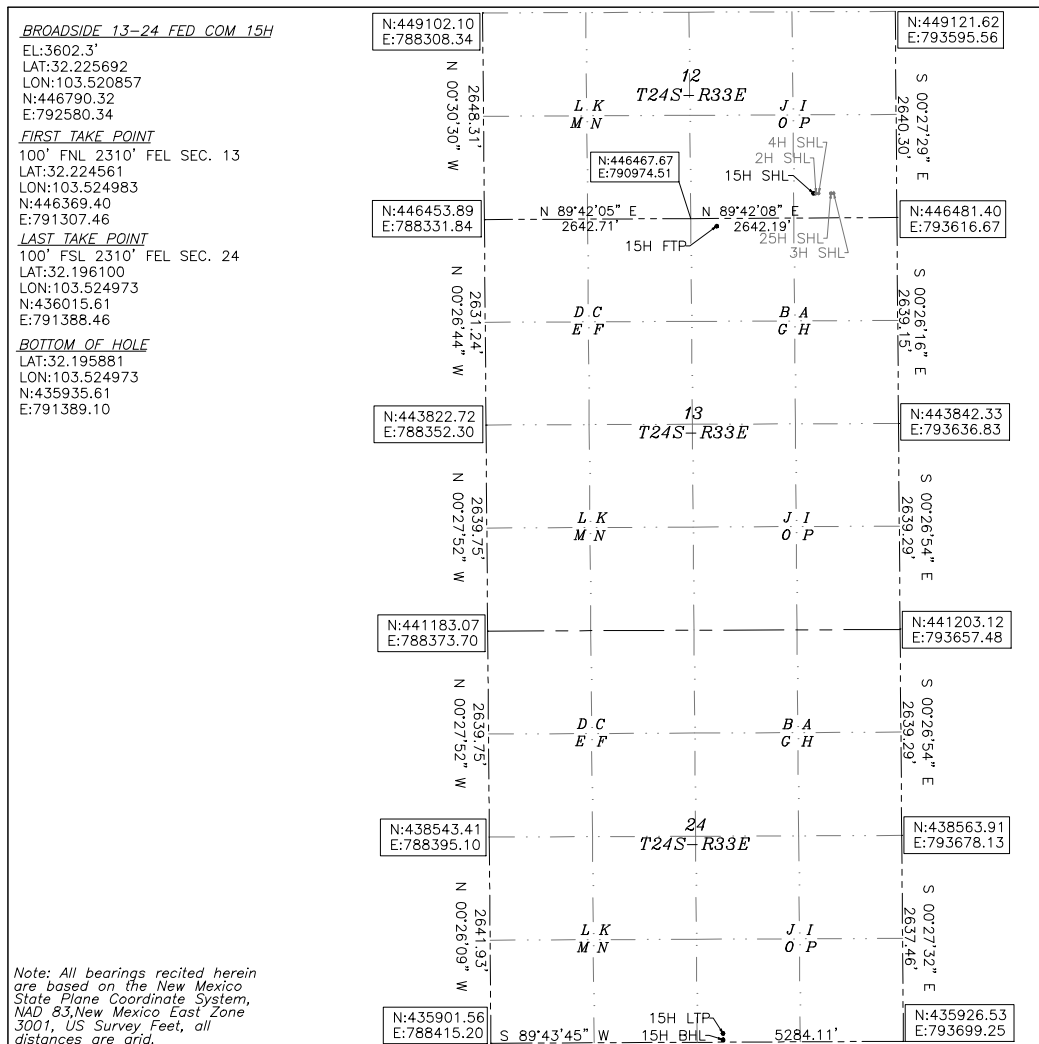 BROADSIDE 13-24 FED COM 15H
EL:3602.3'
LAT:32.225692
LON:103.520857
N:446790.32
E:792580.34
FIRST TAKE POINT
100' FNL 2310' FEL SEC. 13
LAT:32.224561
LON:103.524983
N:446369.40
E:791307.46
LAST TAKE POINT
100' FSL 2310' FEL SEC. 24
LAT:32.196100
LON:103.524973
N:436015.61
E:791388.46
BOTTOM OF HOLE
LAT:32.195881
LON:103.524973
N:435935.61
E:791389.10
Note: All bearings recited herein
are based on the New Mexico
State Plane Coordinate System,
NAD 83,New Mexico East Zone
3001, US Survey Feet, all
distances are grid.
N:449102.10
E:788308.34
N:449121.62
E:793595.56
N 00°30'30" W
2648.31'
12
T24S-R33E
L K
M N
J I
O P
S 00°27'29" E
2640.30'
4H SHL
2H SHL
15H SHL
N:446467.67
E:790974.51
N:446453.89
E:788331.84
N 89°42'05" E
2642.71'
N 89°42'08" E
2642.19'
N:446481.40
E:793616.67
15H FTP
25H SHL
3H SHL
N 00°26'44" W
2631.24'
D C
E F
B A
G H
S 00°26'16" E
2639.15'
N:443822.72
E:788352.30
13
T24S-R33E
N:443842.33
E:793636.83
N 00°27'52" W
2639.75'
L K
M N
J I
O P
S 00°26'54" E
2639.29'
N:441183.07
E:788373.70
N:441203.12
E:793657.48
N 00°27'52" W
2639.75'
D C
E F
B A
G H
S 00°26'54" E
2639.29'
N:438543.41
E:788395.10
24
T24S-R33E
N:438563.91
E:793678.13
N 00°26'09" W
2641.93'
L K
M N
J I
O P
S 00°27'32" E
2637.46'
N:435901.56
E:788415.20
15H LTP
S 89°43'45" W
15H BHL
5284.11'
N:435926.53
E:793699.25